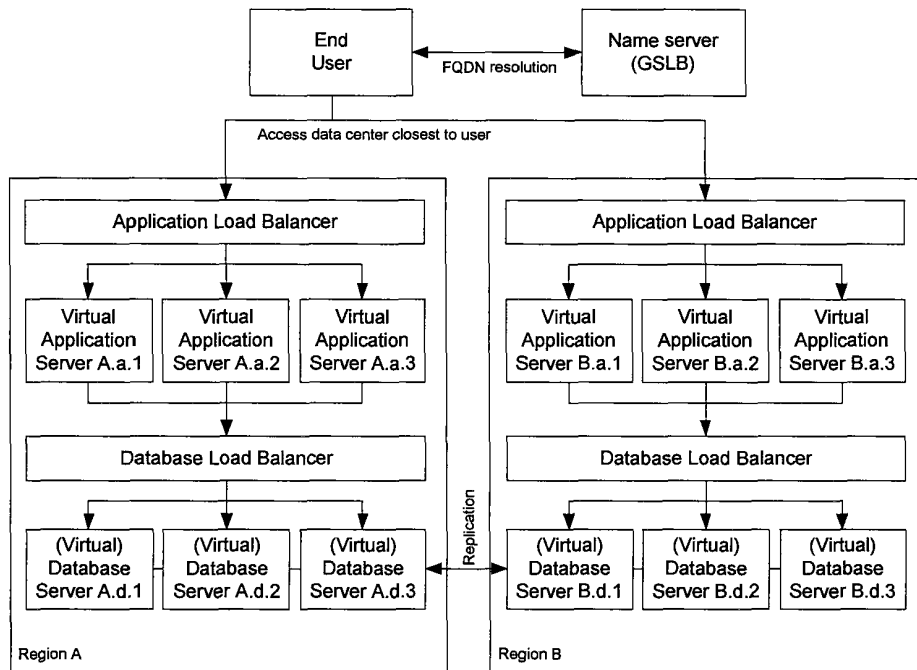 End
User
Name server
(GSLB)
FQDN resolution
Access data center closest to user
Application Load Balancer
Virtual
Application
Server A.a.1
Virtual
Application
Server A.a.2
Virtual
Application
Server A.a.3
Database Load Balancer
(Virtual)
Database
Server A.d.1
(Virtual)
Database
Server A.d.2
(Virtual)
Database
Server A.d.3
Region A
Replication
Application Load Balancer
Virtual
Application
Server B.a.1
Virtual
Application
Server B.a.2
Virtual
Application
Server B.a.3
Database Load Balancer
(Virtual)
Database
Server B.d.1
(Virtual)
Database
Server B.d.2
(Virtual)
Database
Server B.d.3
Region B